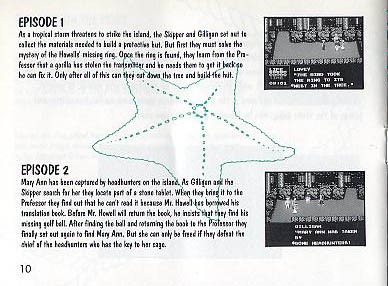 EPISODE 1
As a tropical storm threatens to strike the island, the Skipper and Gilligan set out to
collect the materials needed to build a protective hut. But first they must solve the
mystery of the Howells' missing ring. Once the ring is found, they learn from the Pro-
fessor that a gorilla has stolen the transmitter and he needs them to get it back so
he can fix it. Only after all of this can they cut down the tree and build the hut.
LOVEY
"THE BIRD TOOK
THE RING TO ITS
"NEST IN THE TREE."
EPISODE 2
Mary Ann has been captured by headhunters on the island. As Gilligan and the
Skipper search for her they locate part of a stone tablet. When they bring it to the
Professor they find out that he can't read it because Mr. Howell has borrowed his
translation book. Before Mr. Howell will return the book, he insists that they find his
missing golf ball. After finding the ball and returning the book to the Professor they
finally set out again to find Mary Ann. But she can only be freed if they defeat the
chief of the headhunters who has the key to her cage.
GILLIGAN
"MARY ANN WAS TAKEN
BY
"SOME HEADHUNTERS!
10